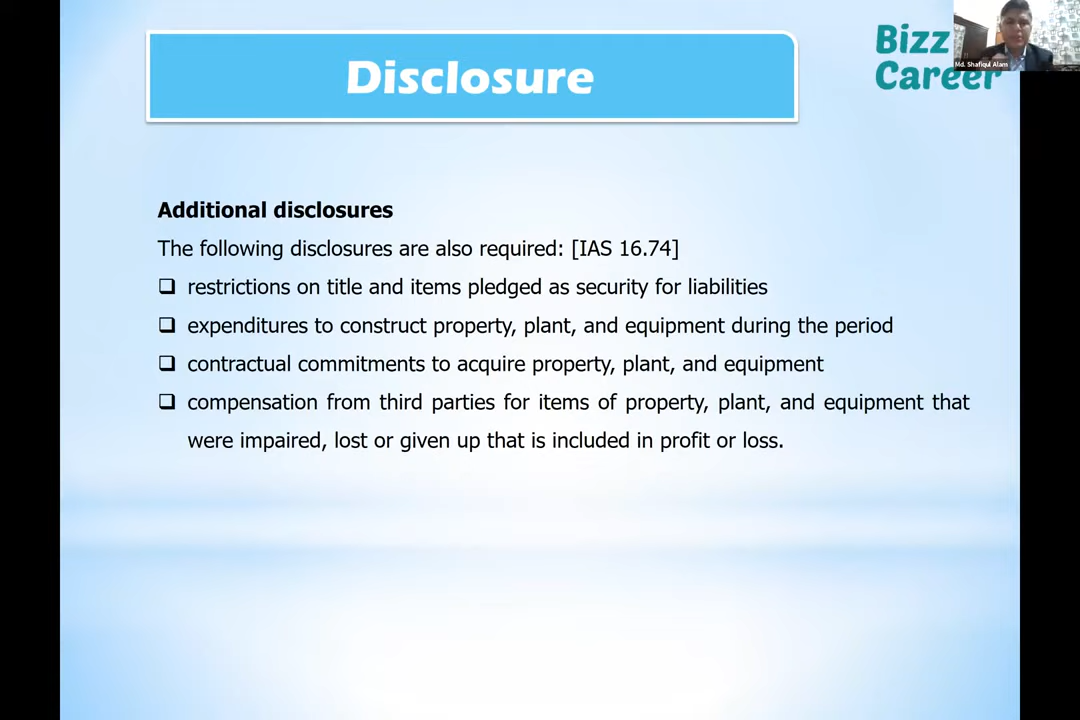 Disclosure
Bizz
Career
Md. Shafiqul Alam
Additional disclosures
The following disclosures are also required: [IAS 16.74]
❑ restrictions on title and items pledged as security for liabilities
❑ expenditures to construct property, plant, and equipment during the period
❑ contractual commitments to acquire property, plant, and equipment
❑ compensation from third parties for items of property, plant, and equipment that
were impaired, lost or given up that is included in profit or loss.